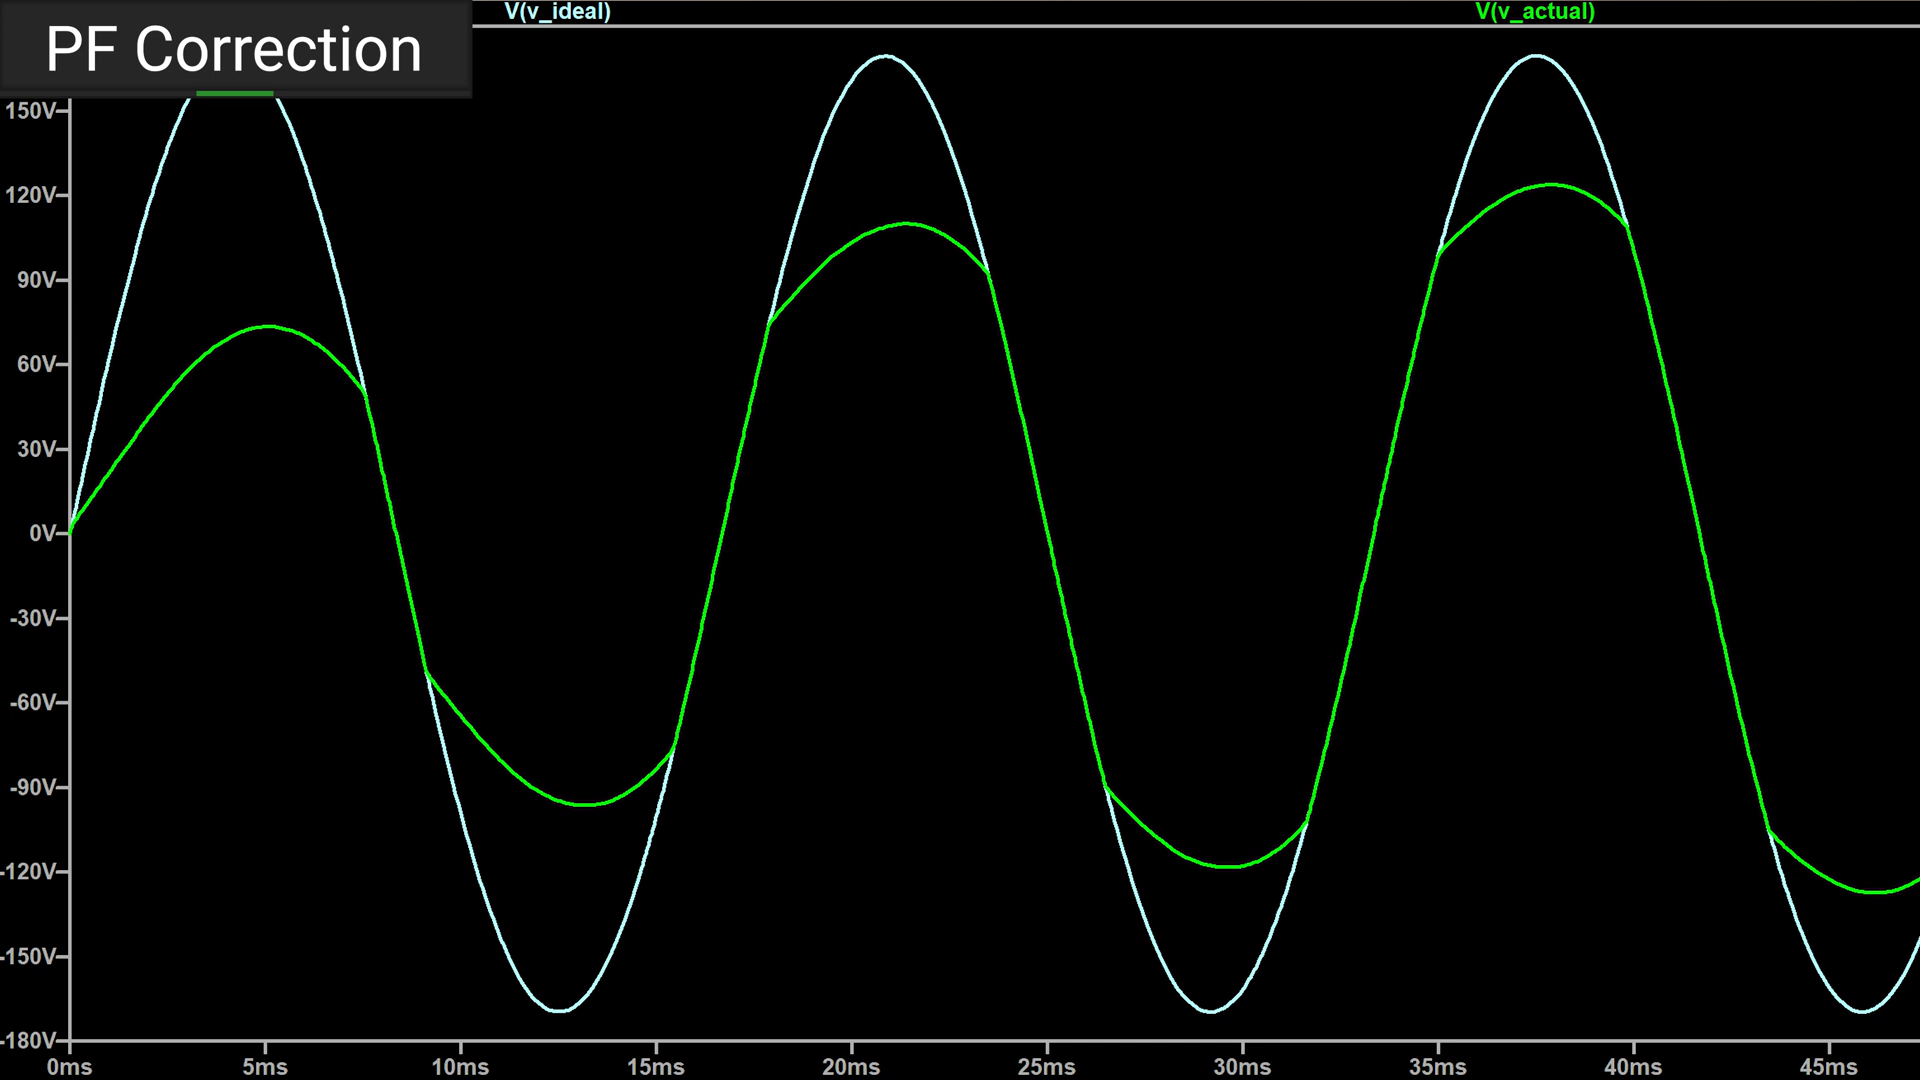 PF Correction
V(v_ideal)
V(v_actual)
150V
120V
90V
60V
30V
0V
-30V
-60V
-90V
-120V
-150V
-180V
0ms 5ms 10ms 15ms 20ms 25ms 30ms 35ms 40ms 45ms